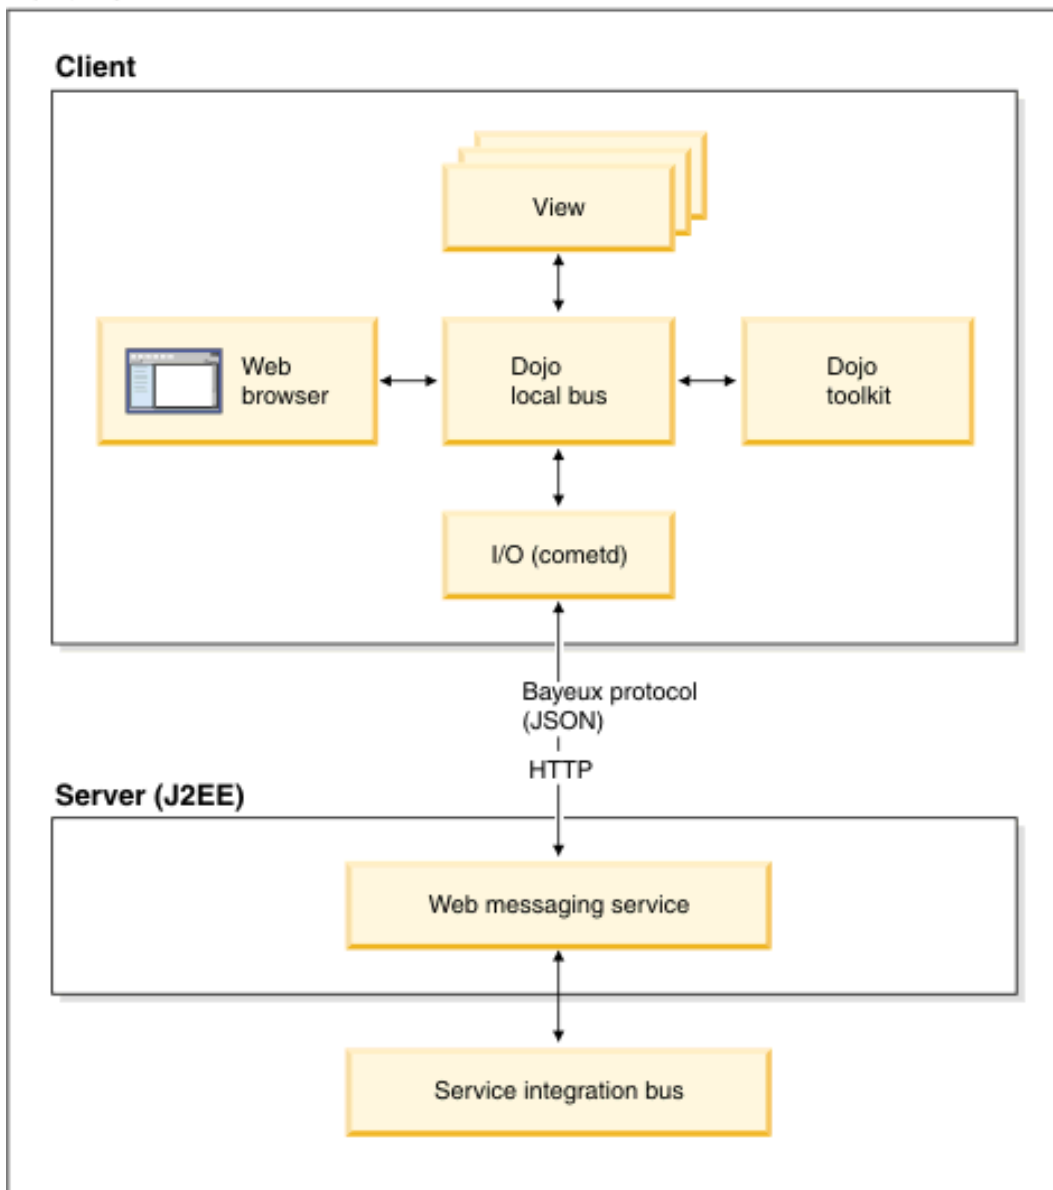 Client
View
Web
browser
Dojo
local bus
Dojo
toolkit
I/O (cometd)
Bayeux protocol
(JSON)
HTTP
Server (J2EE)
Web messaging service
Service integration bus